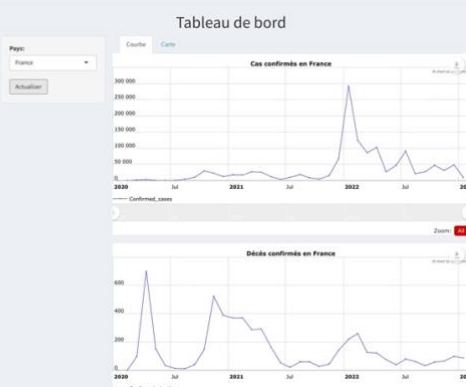 Tableau de bord
Pays:
France
Actualiser
Courbe Carte
Cas confirmés en France
300 000
250 000
200 000
150 000
100 000
50 000
0
2020 Jul 2021 Jul 2022 Jul
Confirmed_cases
Zoom: All
Décès confirmés en France
600
400
200
0
2020 Jul 2021 Jul 2022 Jul